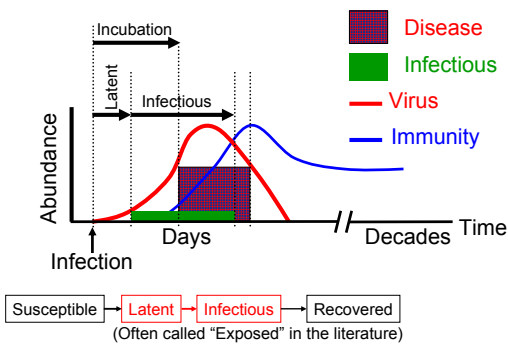 Incubation
Latent
Infectious
Disease
Infectious
Virus
Immunity
Abundance
Days
Decades
Time
Infection
Susceptible
Latent
Infectious
Recovered
(Often called “Exposed” in the literature)